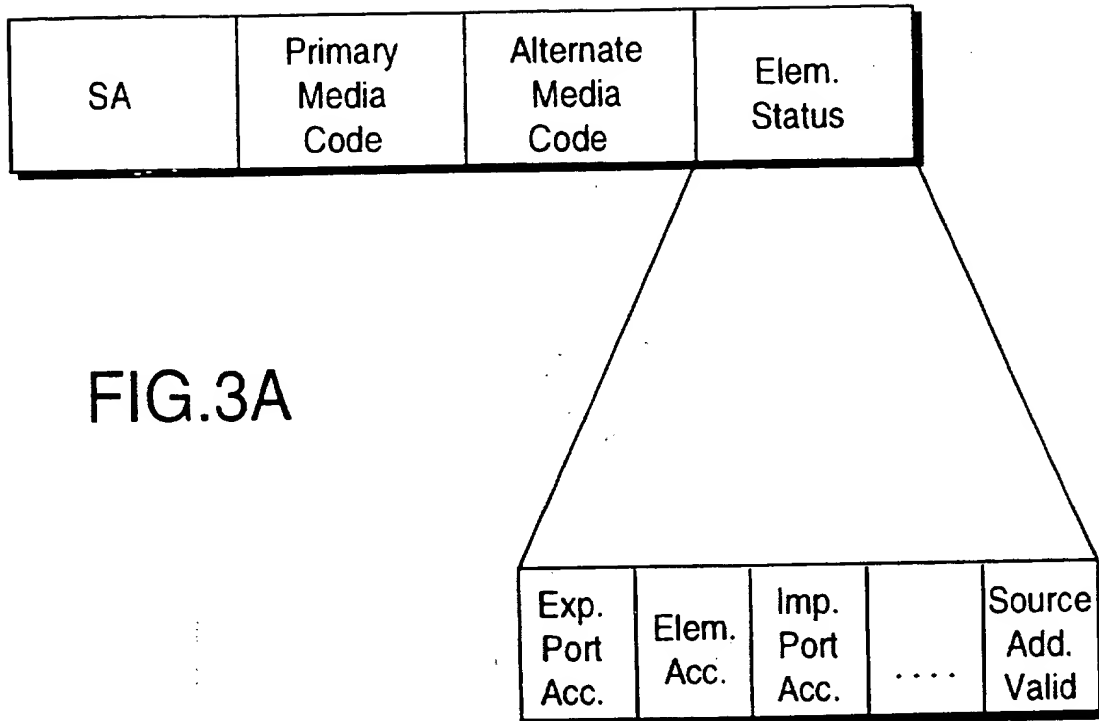 SA
Primary
Media
Code
Alternate
Media
Code
Elem.
Status
FIG.3A
Exp.
Port
Acc.
Elem.
Acc.
Imp.
Port
Acc.
....
Source
Add.
Valid